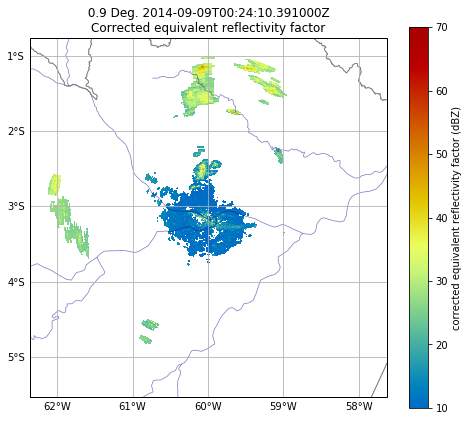 0.9 Deg. 2014-09-09T00:24:10.391000Z
Corrected equivalent reflectivity factor
1°S
2°S
3°S
4°S
5°S
62°W
61°W
60°W
59°W
58°W
70
60
50
40
30
20
10
corrected equivalent reflectivity factor (dBZ)